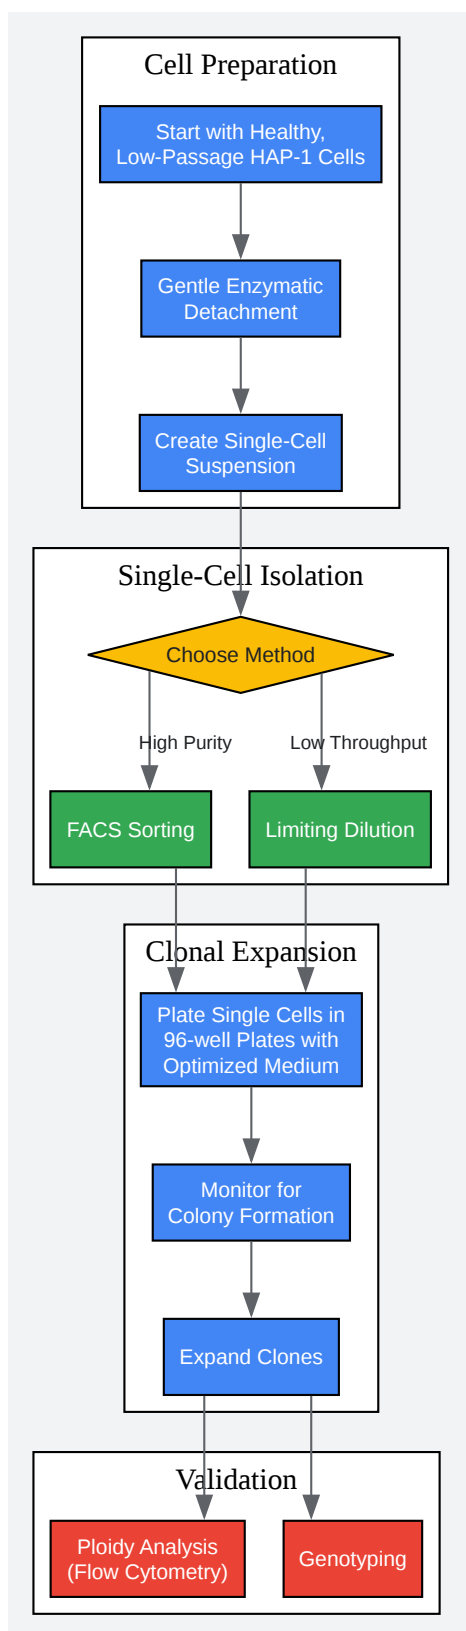 Cell Preparation
Start with Healthy,
Low-Passage HAP-1 Cells
Gentle Enzymatic
Detachment
Create Single-Cell
Suspension
Single-Cell Isolation
Choose Method
High Purity
Low Throughput
FACS Sorting
Limiting Dilution
Clonal Expansion
Plate Single Cells in
96-well Plates with
Optimized Medium
Monitor for
Colony Formation
Expand Clones
Validation
Ploidy Analysis
(Flow Cytometry)
Genotyping